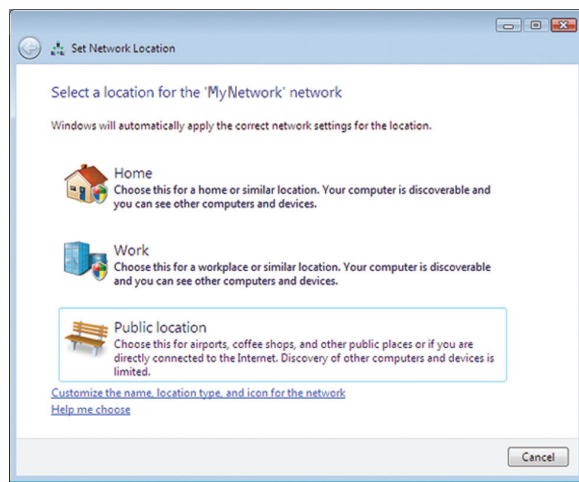 Set Network Location
Select a location for the 'MyNetwork' network
Windows will automatically apply the correct network settings for the location.
Home
Choose this for a home or similar location. Your computer is discoverable and
you can see other computers and devices.
Work
Choose this for a workplace or similar location. Your computer is discoverable
and you can see other computers and devices.
Public location
Choose this for airports, coffee shops, and other public places or if you are
directly connected to the Internet. Discovery of other computers and devices is
limited.
Customize the name, location type, and icon for the network
Help me choose
Cancel